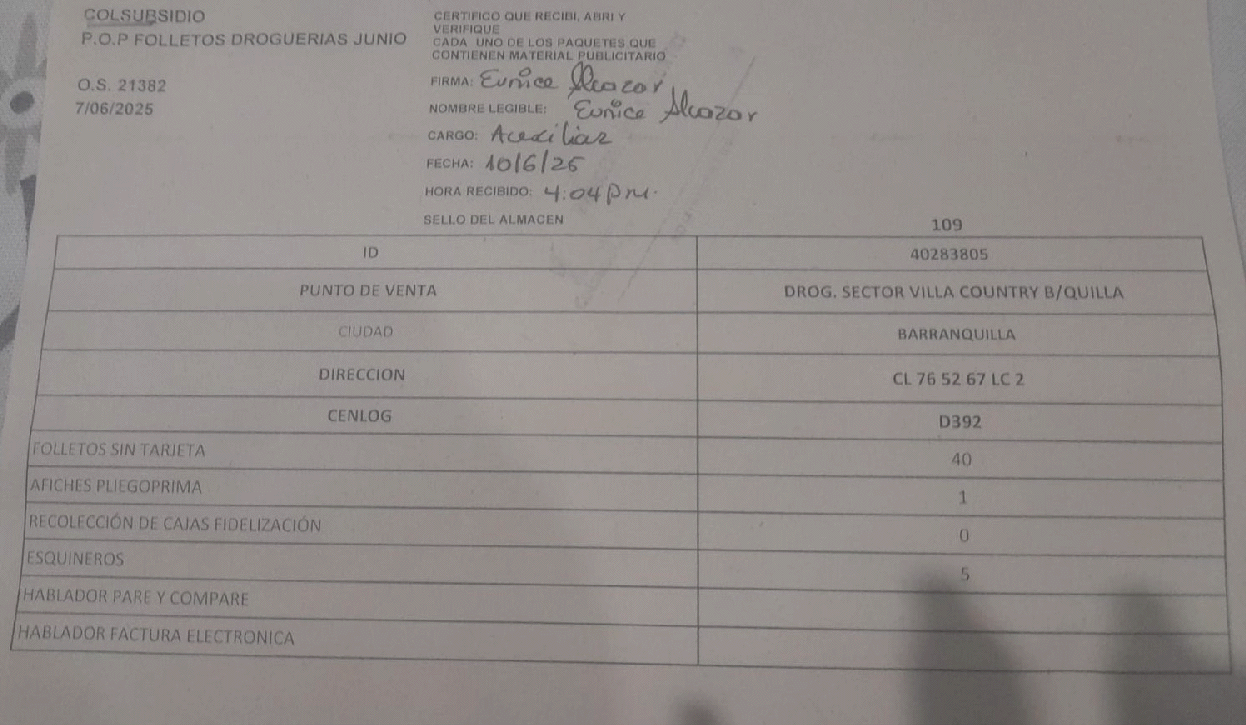 COLSUBSIDIO
P.O.P FOLLETOS DROGUERIAS JUNIO
O.S. 21382
7/06/2025
CERTIFICO QUE RECIBI, ABRI Y
VERIFIQUE
CADA UNO DE LOS PAQUETES QUE
CONTIENEN MATERIAL PUBLICITARIO
FIRMA: Eunice Alcazar
NOMBRE LEGIBLE: Eunice Alcazar
CARGO: Auxiliar
FECHA: 10/6/25
HORA RECIBIDO: 4:04 pm.
SELLO DEL ALMACEN
109
ID 40283805
PUNTO DE VENTA DROG. SECTOR VILLA COUNTRY B/QUILLA
CIUDAD BARRANQUILLA
DIRECCION CL 76 52 67 LC 2
CENLOG D392
FOLLETOS SIN TARJETA 40
AFICHES PLIEGOPRIMA 1
RECOLECCIÓN DE CAJAS FIDELIZACIÓN 0
ESQUINEROS 5
HABLADOR PARE Y COMPARE
HABLADOR FACTURA ELECTRONICA